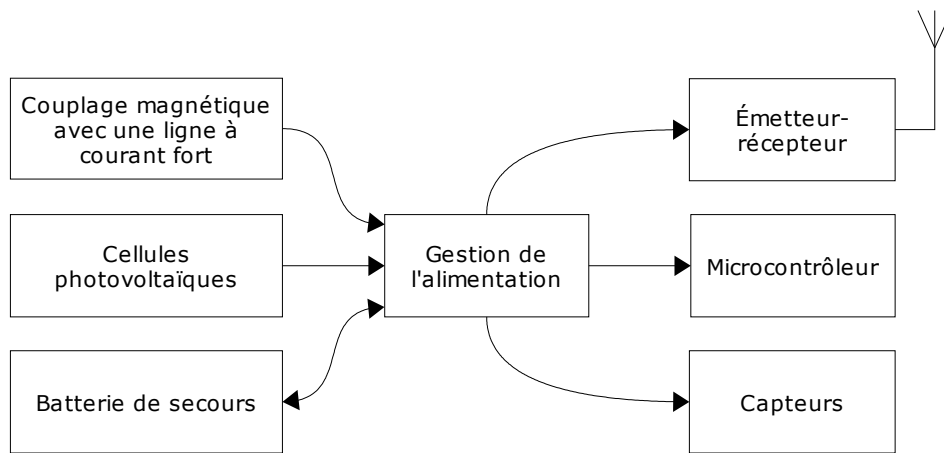 Couplage magnétique
avec une ligne à
courant fort
Cellules
photovoltaïques
Batterie de secours
Gestion de
l'alimentation
Émetteur-
récepteur
Microcontrôleur
Capteurs